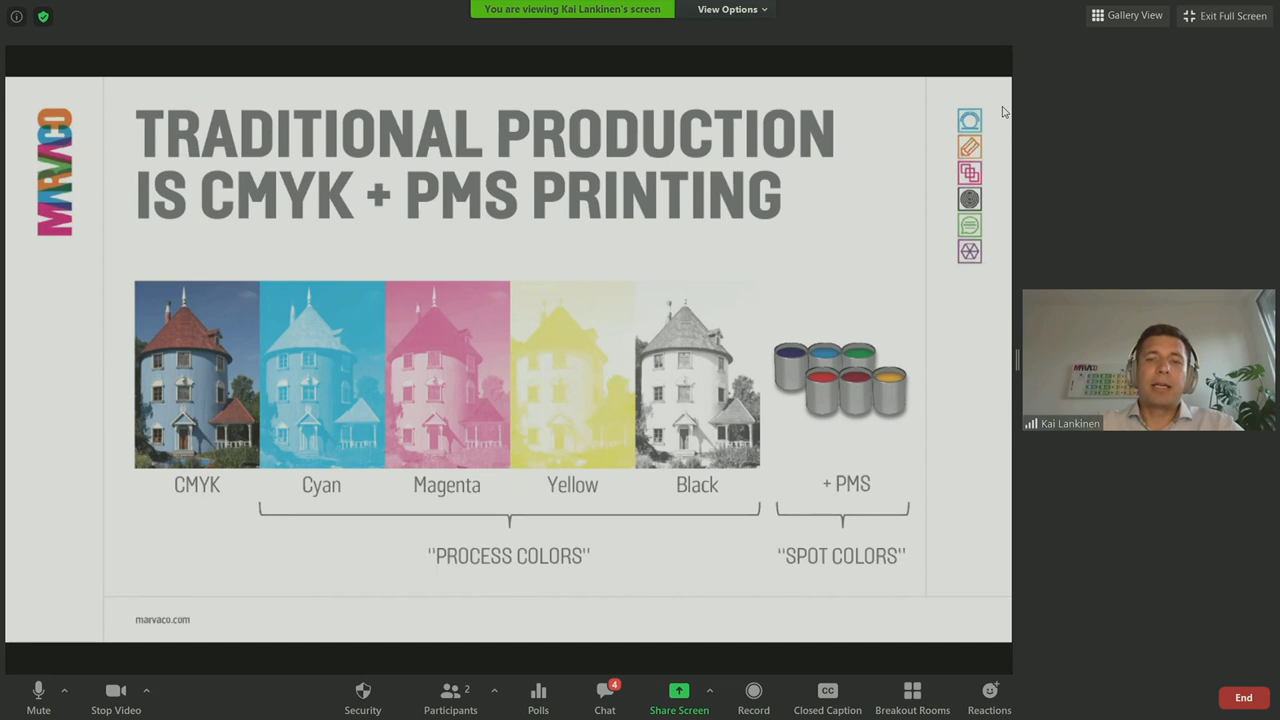 You are viewing Kai Lankinen's screen
View Options
Gallery View
Exit Full Screen
MARVACO
TRADITIONAL PRODUCTION
IS CMYK + PMS PRINTING
CMYK
Cyan
Magenta
Yellow
Black
+ PMS
"PROCESS COLORS"
"SPOT COLORS"
marvaco.com
MARVACO
Kai Lankinen
Mute
Stop Video
Security
Participants
2
Polls
Chat
4
Share Screen
Record
CC
Closed Caption
Breakout Rooms
Reactions
End